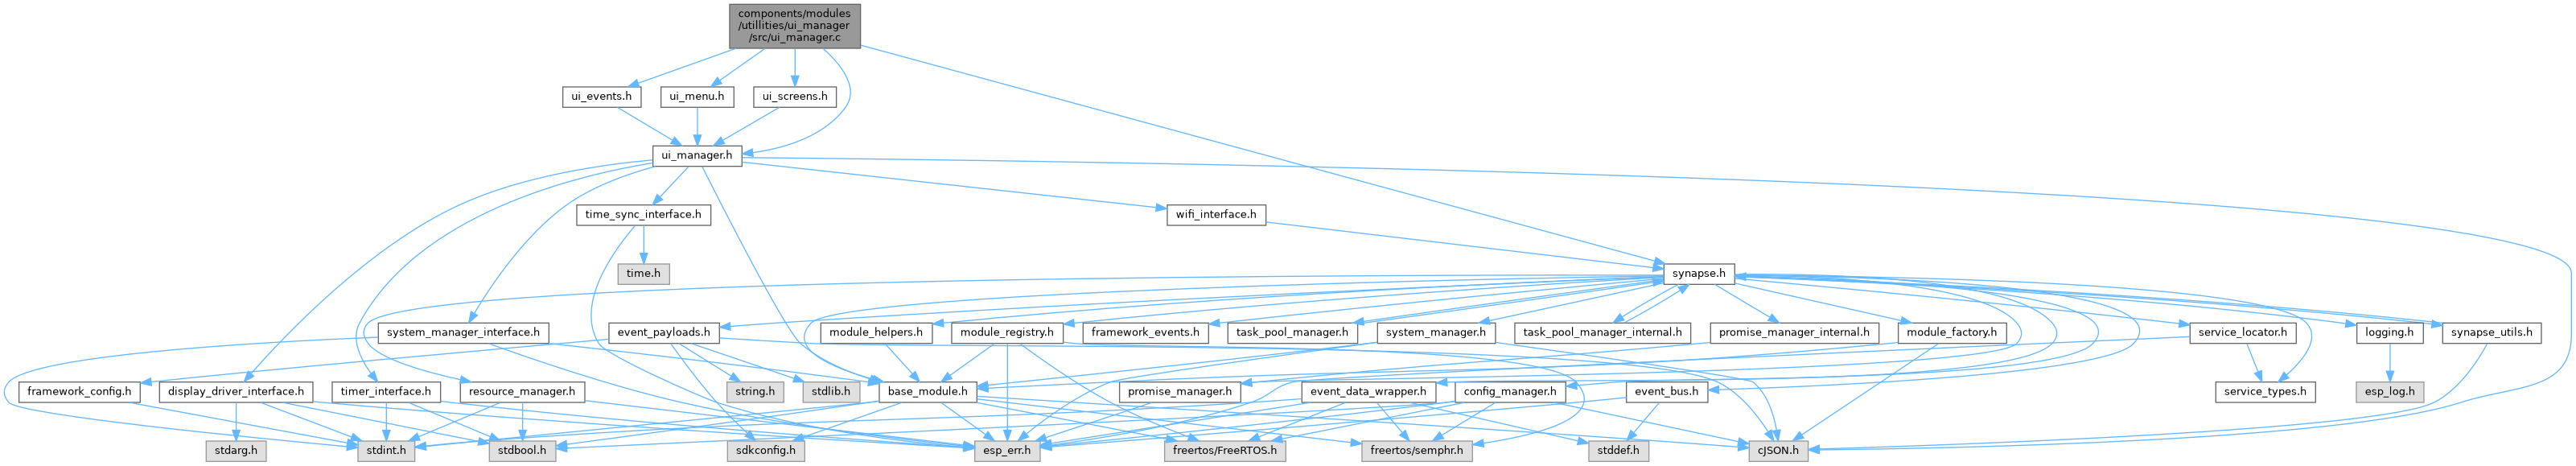 components/modules
/utillities/ui_manager
/src/ui_manager.c
ui_events.h
ui_menu.h
ui_screens.h
ui_manager.h
time_sync_interface.h
wifi_interface.h
time.h
synapse.h
system_manager_interface.h
event_payloads.h
module_helpers.h
module_registry.h
framework_events.h
task_pool_manager.h
system_manager.h
task_pool_manager_internal.h
promise_manager_internal.h
module_factory.h
service_locator.h
logging.h
synapse_utils.h
framework_config.h
display_driver_interface.h
timer_interface.h
resource_manager.h
string.h
stdlib.h
base_module.h
promise_manager.h
event_data_wrapper.h
config_manager.h
event_bus.h
service_types.h
esp_log.h
stdarg.h
stdint.h
stdbool.h
sdkconfig.h
esp_err.h
freertos/FreeRTOS.h
freertos/semphr.h
stddef.h
cJSON.h